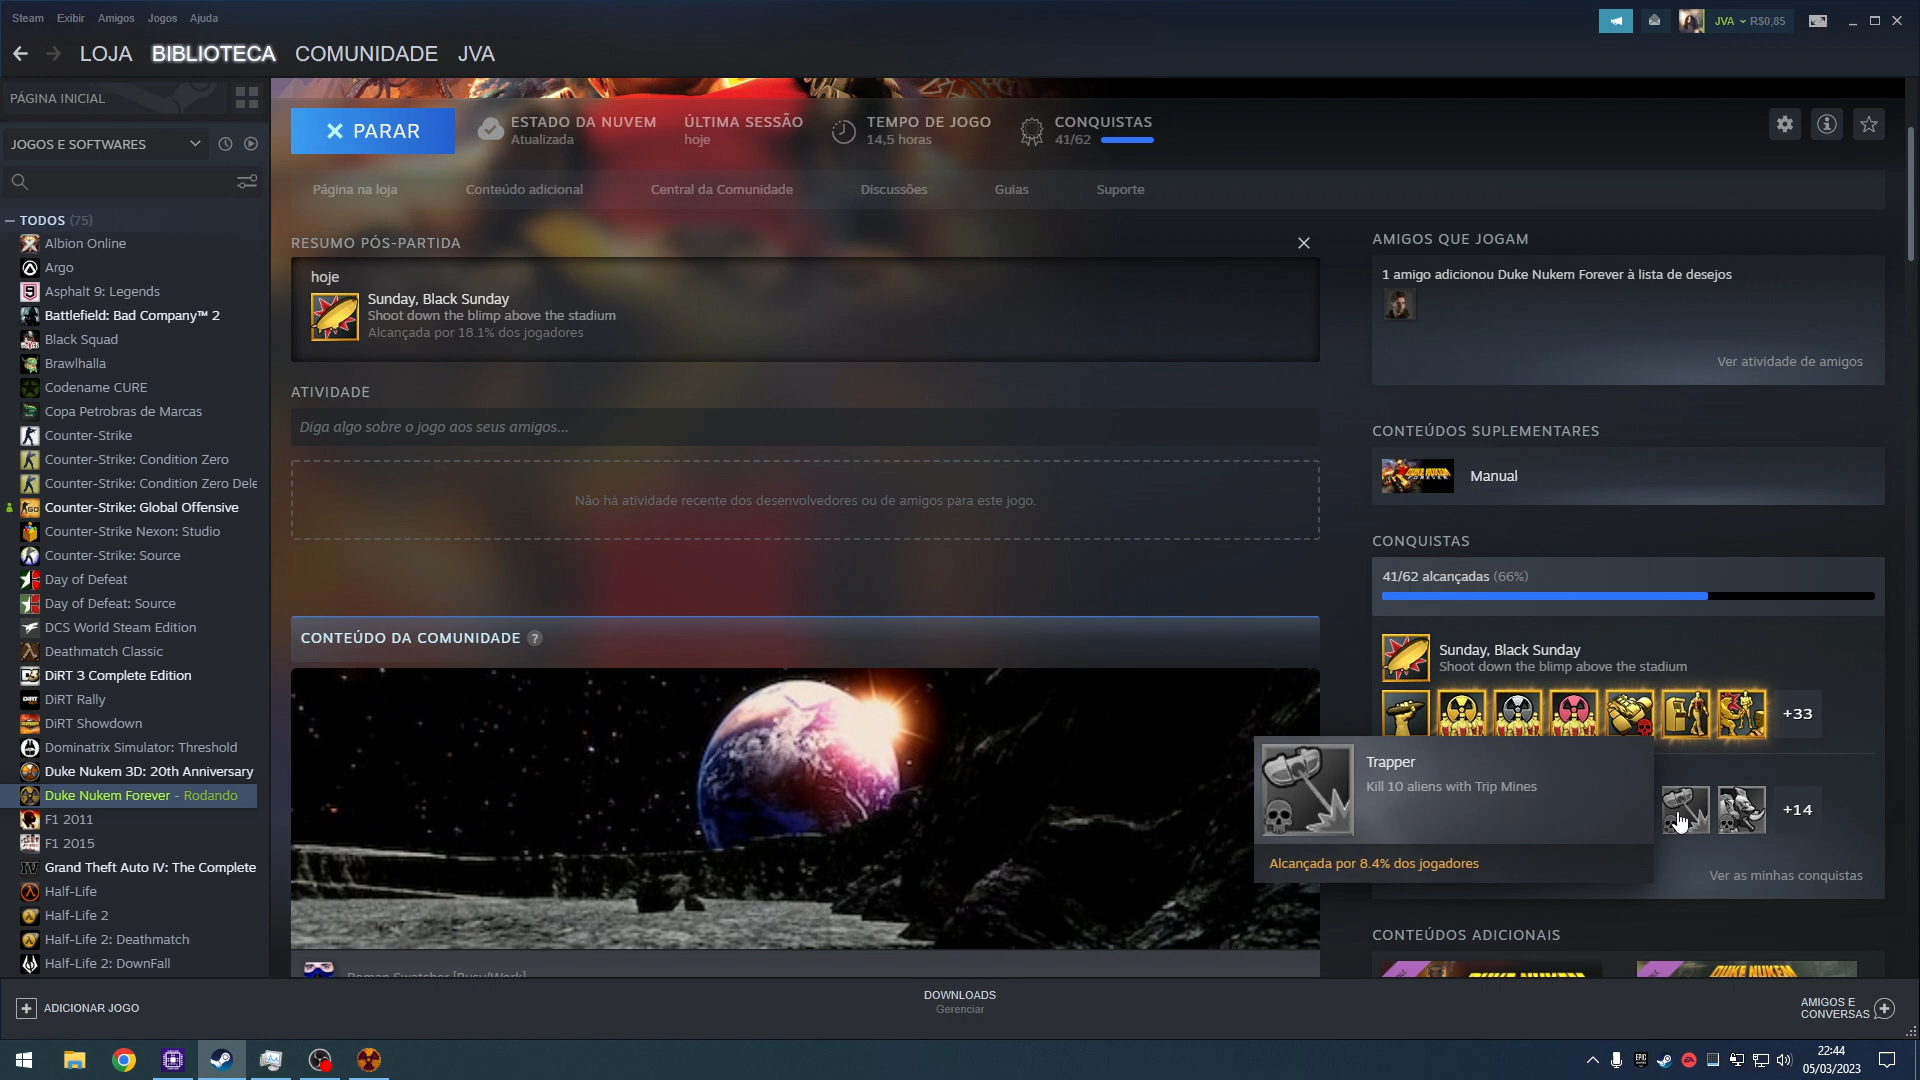 Steam Exibir Amigos Jogos Ajuda
JVA R$0,85
LOJA BIBLIOTECA COMUNIDADE JVA
PÁGINA INICIAL
JOGOS E SOFTWARES
TODOS (75)
Albion Online
Argo
Asphalt 9: Legends
Battlefield: Bad Company™ 2
Black Squad
Brawlhalla
Codename CURE
Copa Petrobras de Marcas
Counter-Strike
Counter-Strike: Condition Zero
Counter-Strike: Condition Zero Dele
Counter-Strike: Global Offensive
Counter-Strike Nexon: Studio
Counter-Strike: Source
Day of Defeat
Day of Defeat: Source
DCS World Steam Edition
Deathmatch Classic
DiRT 3 Complete Edition
DiRT Rally
DiRT Showdown
Dominatrix Simulator: Threshold
Duke Nukem 3D: 20th Anniversary
Duke Nukem Forever - Rodando
F1 2011
F1 2015
Grand Theft Auto IV: The Complete
Half-Life
Half-Life 2
Half-Life 2: Deathmatch
Half-Life 2: DownFall
PARAR
ESTADO DA NUVEM
Atualizada
ÚLTIMA SESSÃO
hoje
TEMPO DE JOGO
14,5 horas
CONQUISTAS
41/62
Página na loja Conteúdo adicional Central da Comunidade Discussões Guias Suporte
RESUMO PÓS-PARTIDA
hoje
Sunday, Black Sunday
Shoot down the blimp above the stadium
Alcançada por 18.1% dos jogadores
ATIVIDADE
Diga algo sobre o jogo aos seus amigos...
Não há atividade recente dos desenvolvedores ou de amigos para este jogo.
CONTEÚDO DA COMUNIDADE ?
AMIGOS QUE JOGAM
1 amigo adicionou Duke Nukem Forever à lista de desejos
Ver atividade de amigos
CONTEÚDOS SUPLEMENTARES
Manual
CONQUISTAS
41/62 alcançadas (66%)
Sunday, Black Sunday
Shoot down the blimp above the stadium
+33
Trapper
Kill 10 aliens with Trip Mines
Alcançada por 8.4% dos jogadores
+14
Ver as minhas conquistas
CONTEÚDOS ADICIONAIS
DUKE NUKEM
ADICIONAR JOGO
DOWNLOADS
Gerenciar
AMIGOS E
CONVERSAS
22:44
05/03/2023